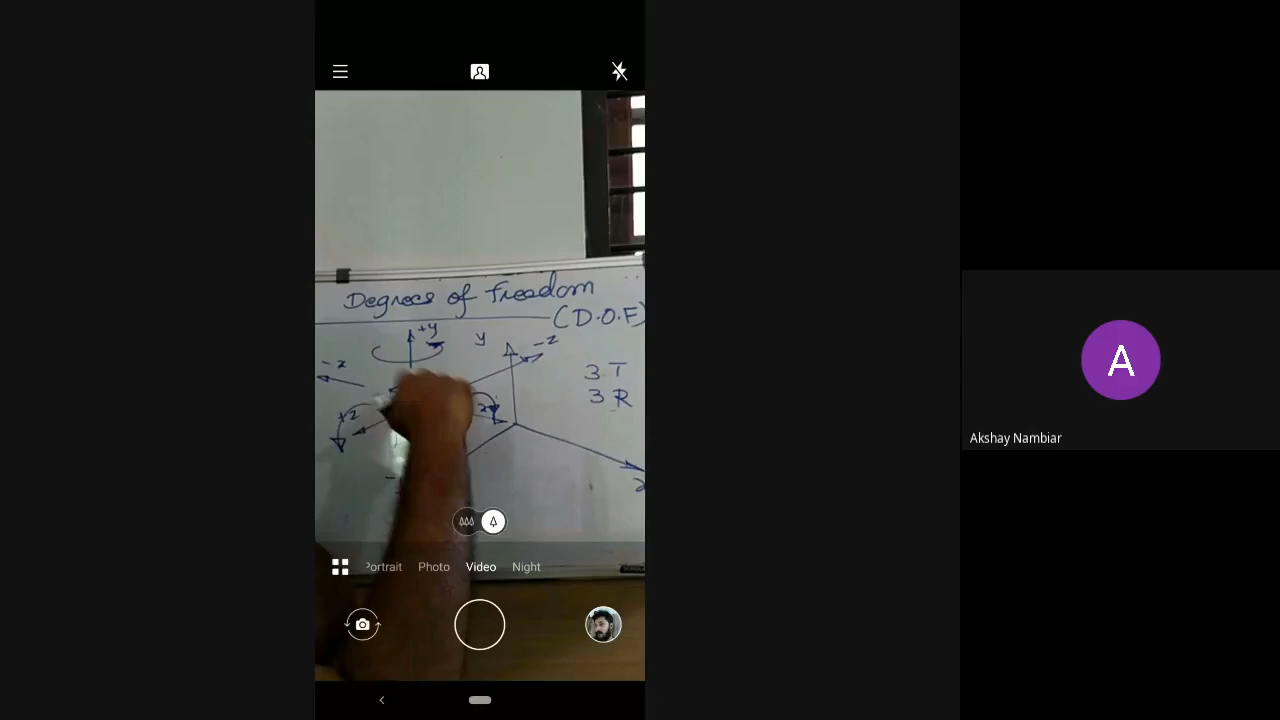 Degrees of freedom
(D.O.F)
+y
y
-z
-x
3 T
3 R
+z
x
Portrait Photo Video Night
Akshay Nambiar
A